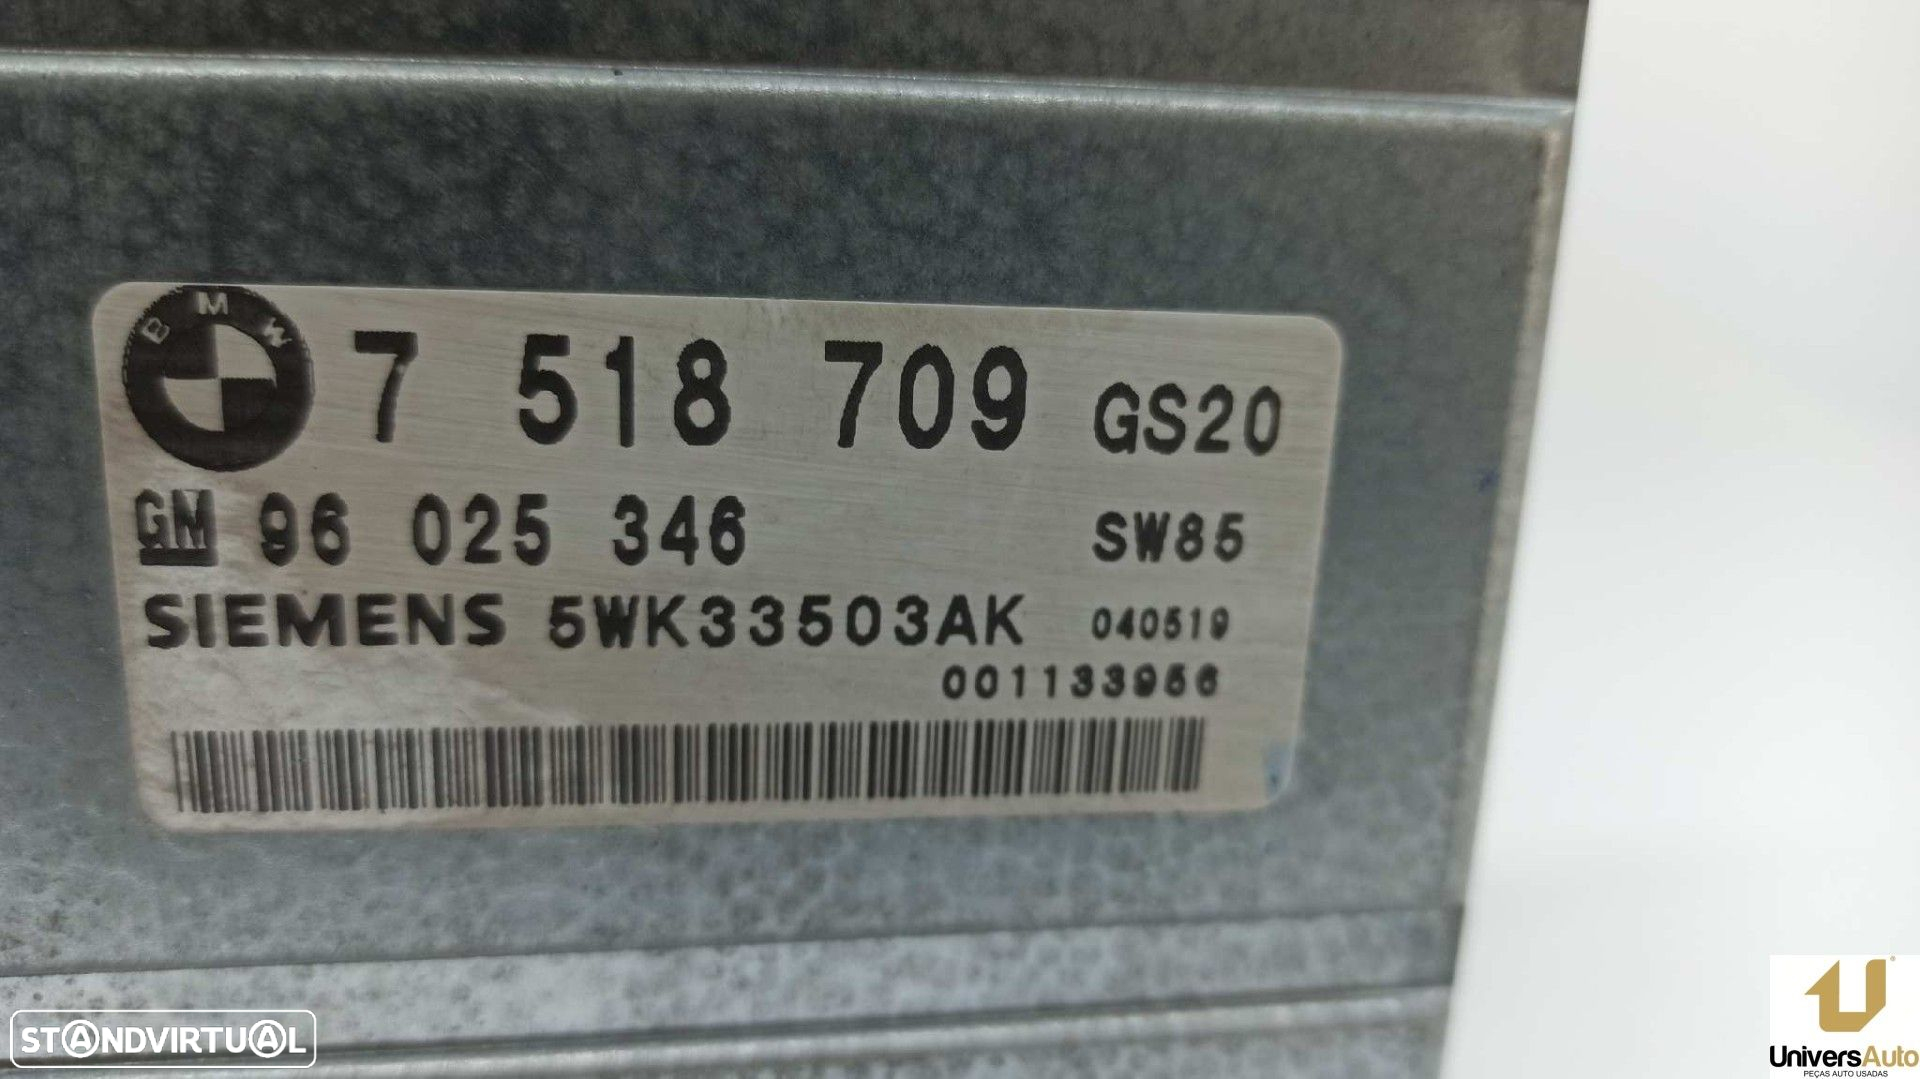 BMW 7 518 709 GS20
GM 96 025 346 SW85
SIEMENS 5WK33503AK 040519
001133956
STANDVIRTUAL
UniversAuto
PEÇAS AUTO USADAS